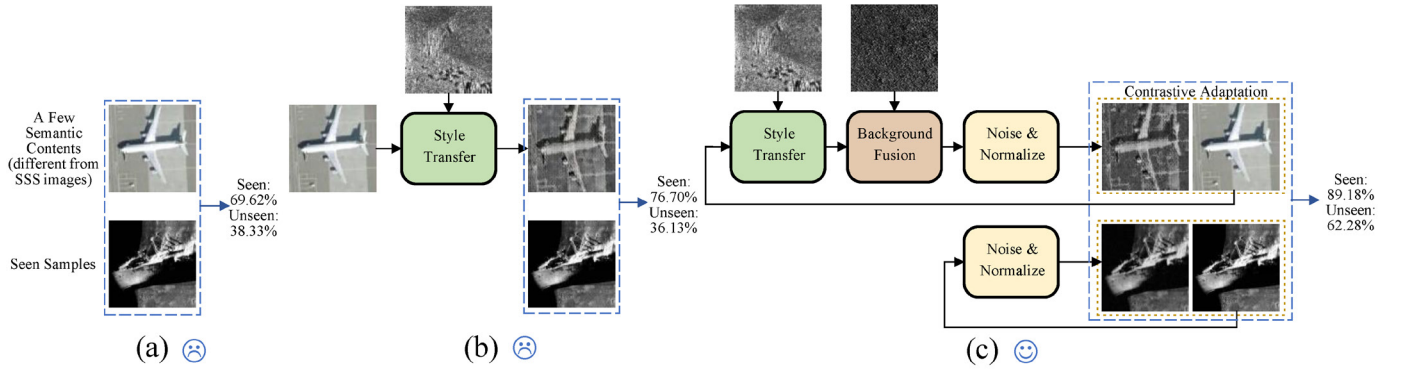 A Few
Semantic
Contents
(different from
SSS images)
Seen Samples
Seen:
69.62%
Unseen:
38.33%
(a)
Style
Transfer
Seen:
76.70%
Unseen:
36.13%
(b)
Style
Transfer
Background
Fusion
Noise &
Normalize
Contrastive Adaptation
Noise &
Normalize
Seen:
89.18%
Unseen:
62.28%
(c)